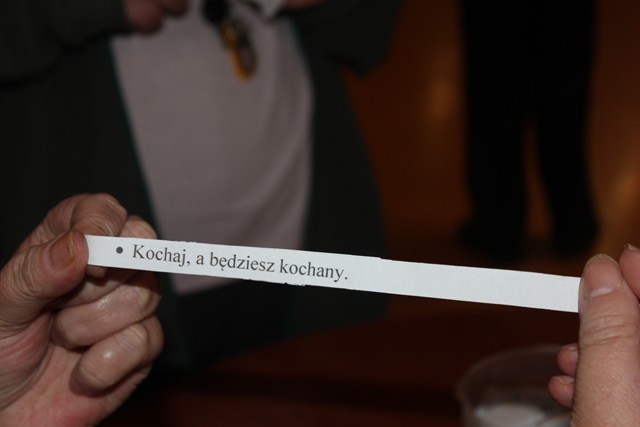 • Kochaj, a będziesz kochany.